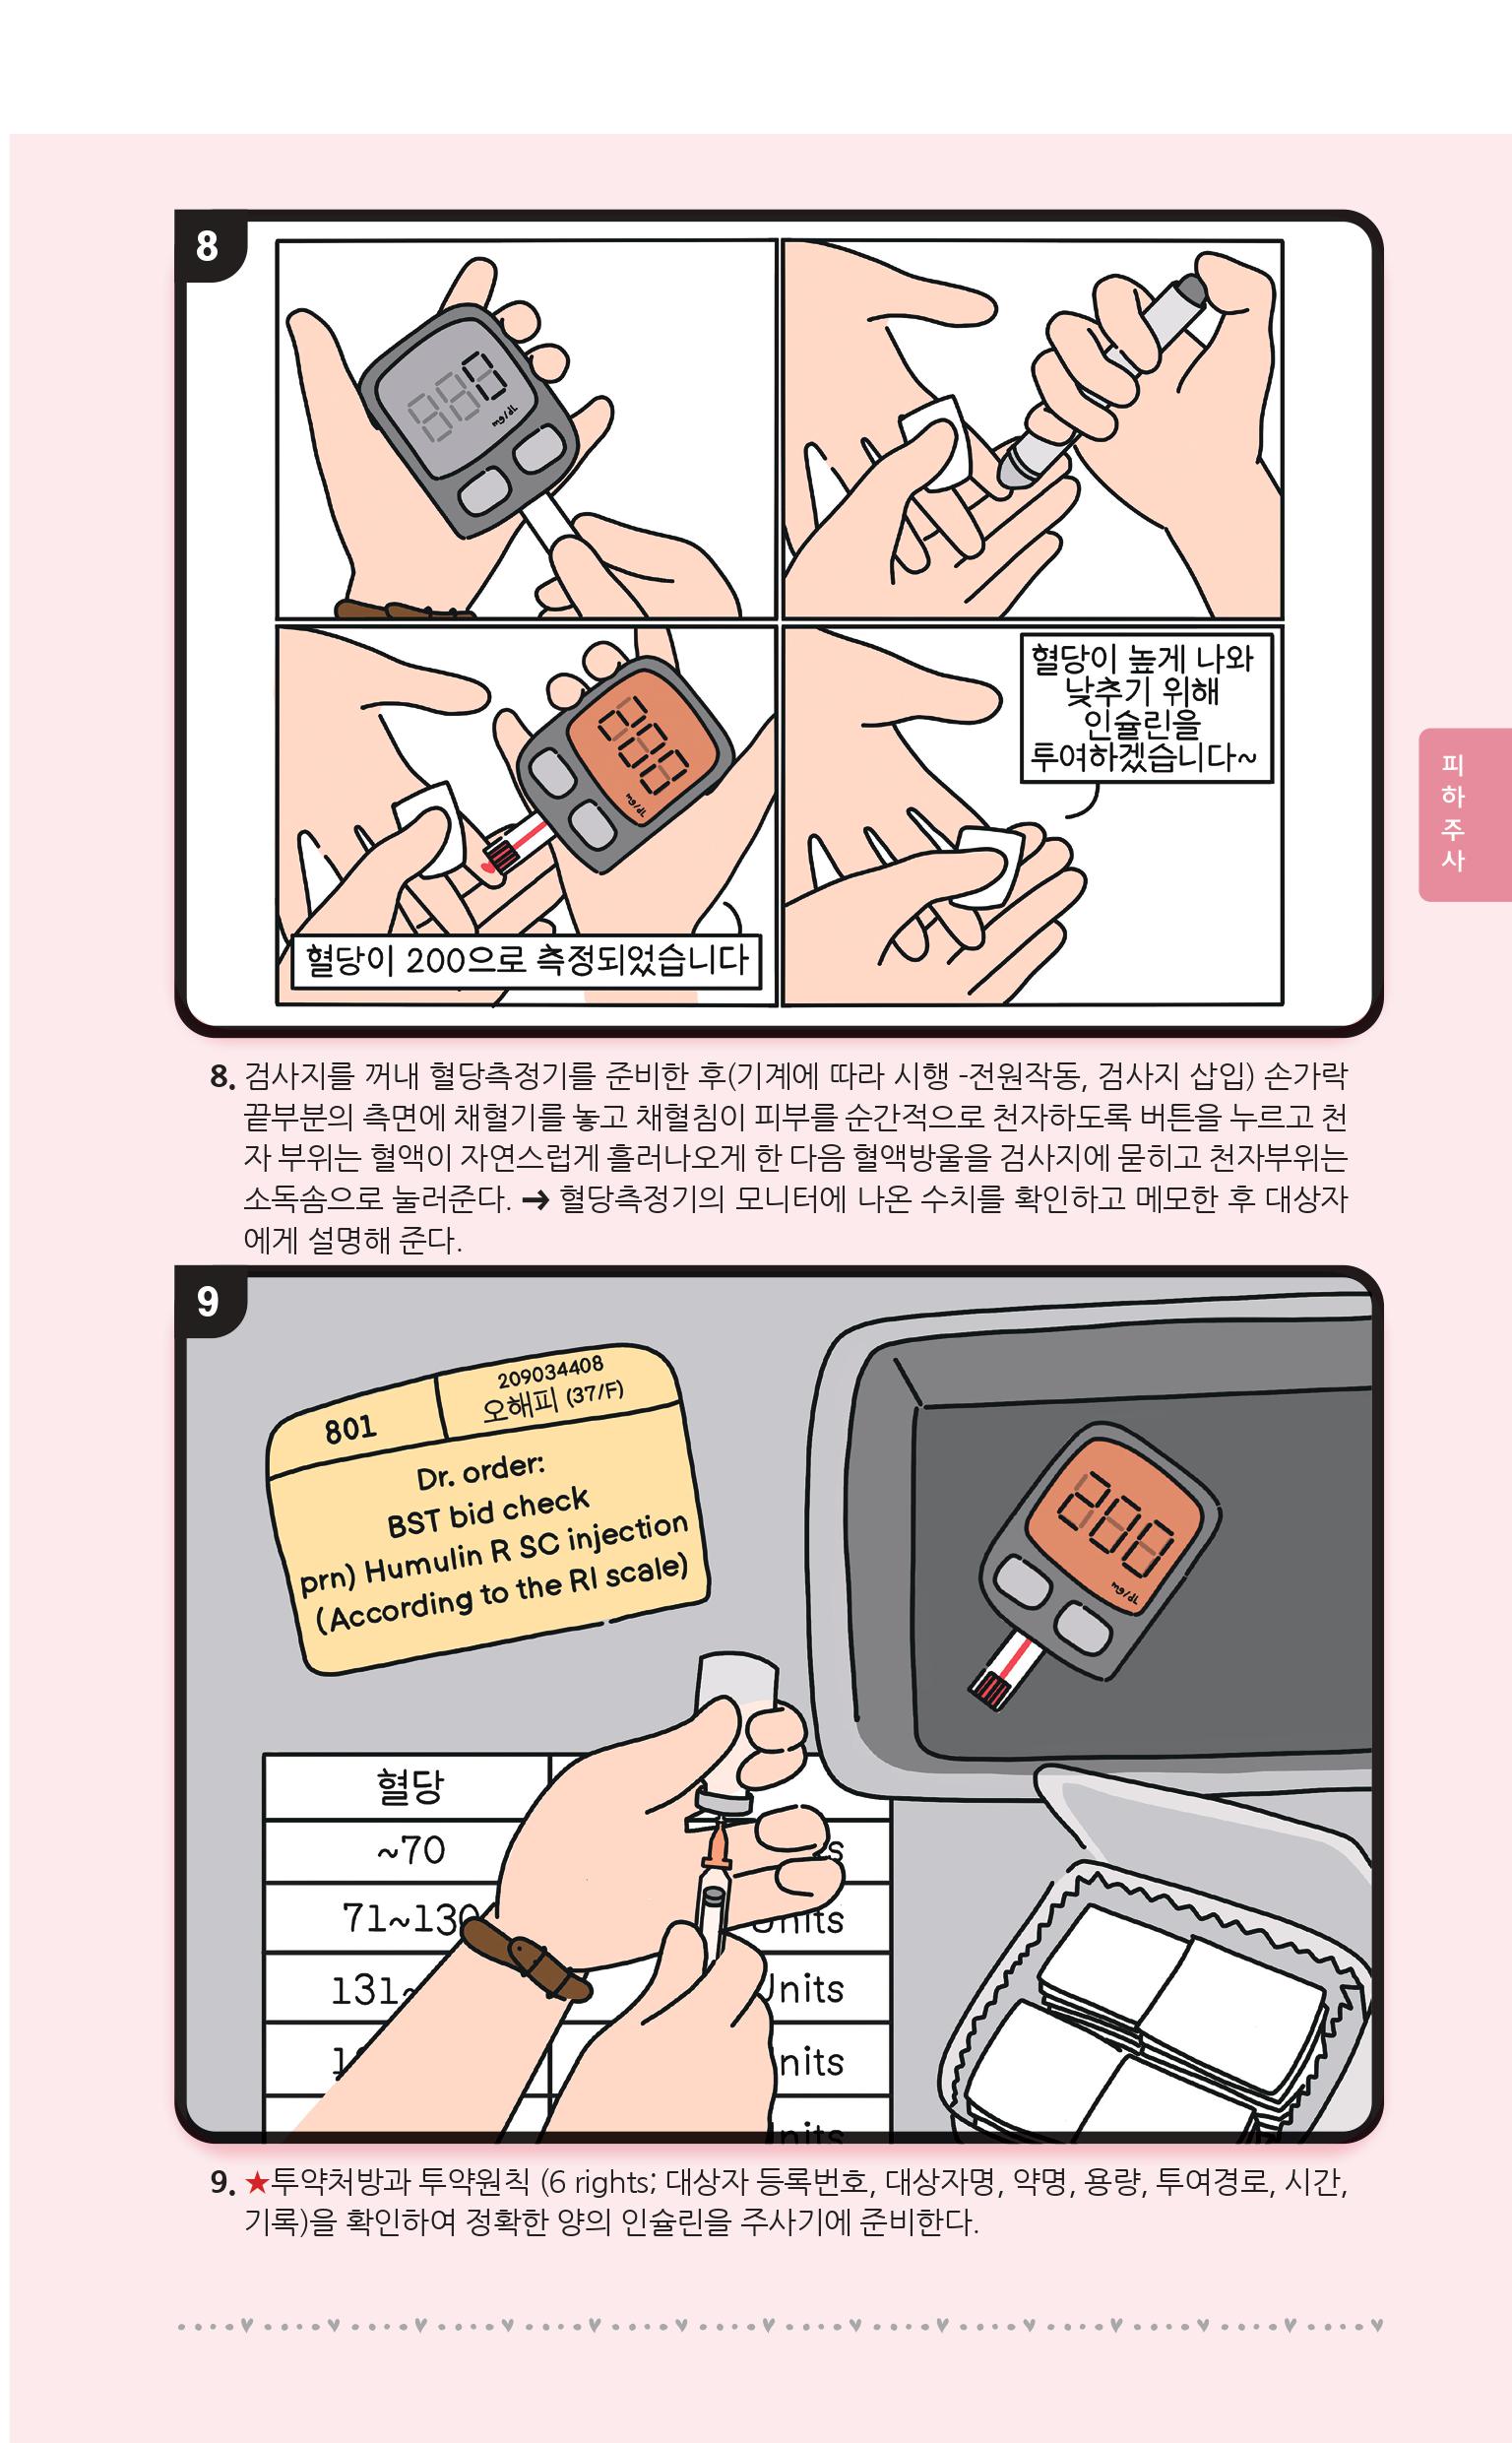 8
mg/dL
혈당이 높게 나와
낮추기 위해
인슐린을
투여하겠습니다~
200
mg/dL
혈당이 200으로 측정되었습니다
피하주사
8. 검사지를 꺼내 혈당측정기를 준비한 후(기계에 따라 시행 -전원작동, 검사지 삽입) 손가락
끝부분의 측면에 채혈기를 놓고 채혈침이 피부를 순간적으로 천자하도록 버튼을 누르고 천
자 부위는 혈액이 자연스럽게 흘러나오게 한 다음 혈액방울을 검사지에 묻히고 천자부위는
소독솜으로 눌러준다. → 혈당측정기의 모니터에 나온 수치를 확인하고 메모한 후 대상자
에게 설명해 준다.
9
801
209034408
오해피 (37/F)
Dr. order:
BST bid check
prn) Humulin R SC injection
(According to the RI scale)
200
mg/dL
혈당
~70
71~130
Units
131~
Units
Units
Units
9. ★투약처방과 투약원칙 (6 rights; 대상자 등록번호, 대상자명, 약명, 용량, 투여경로, 시간,
기록)을 확인하여 정확한 양의 인슐린을 주사기에 준비한다.